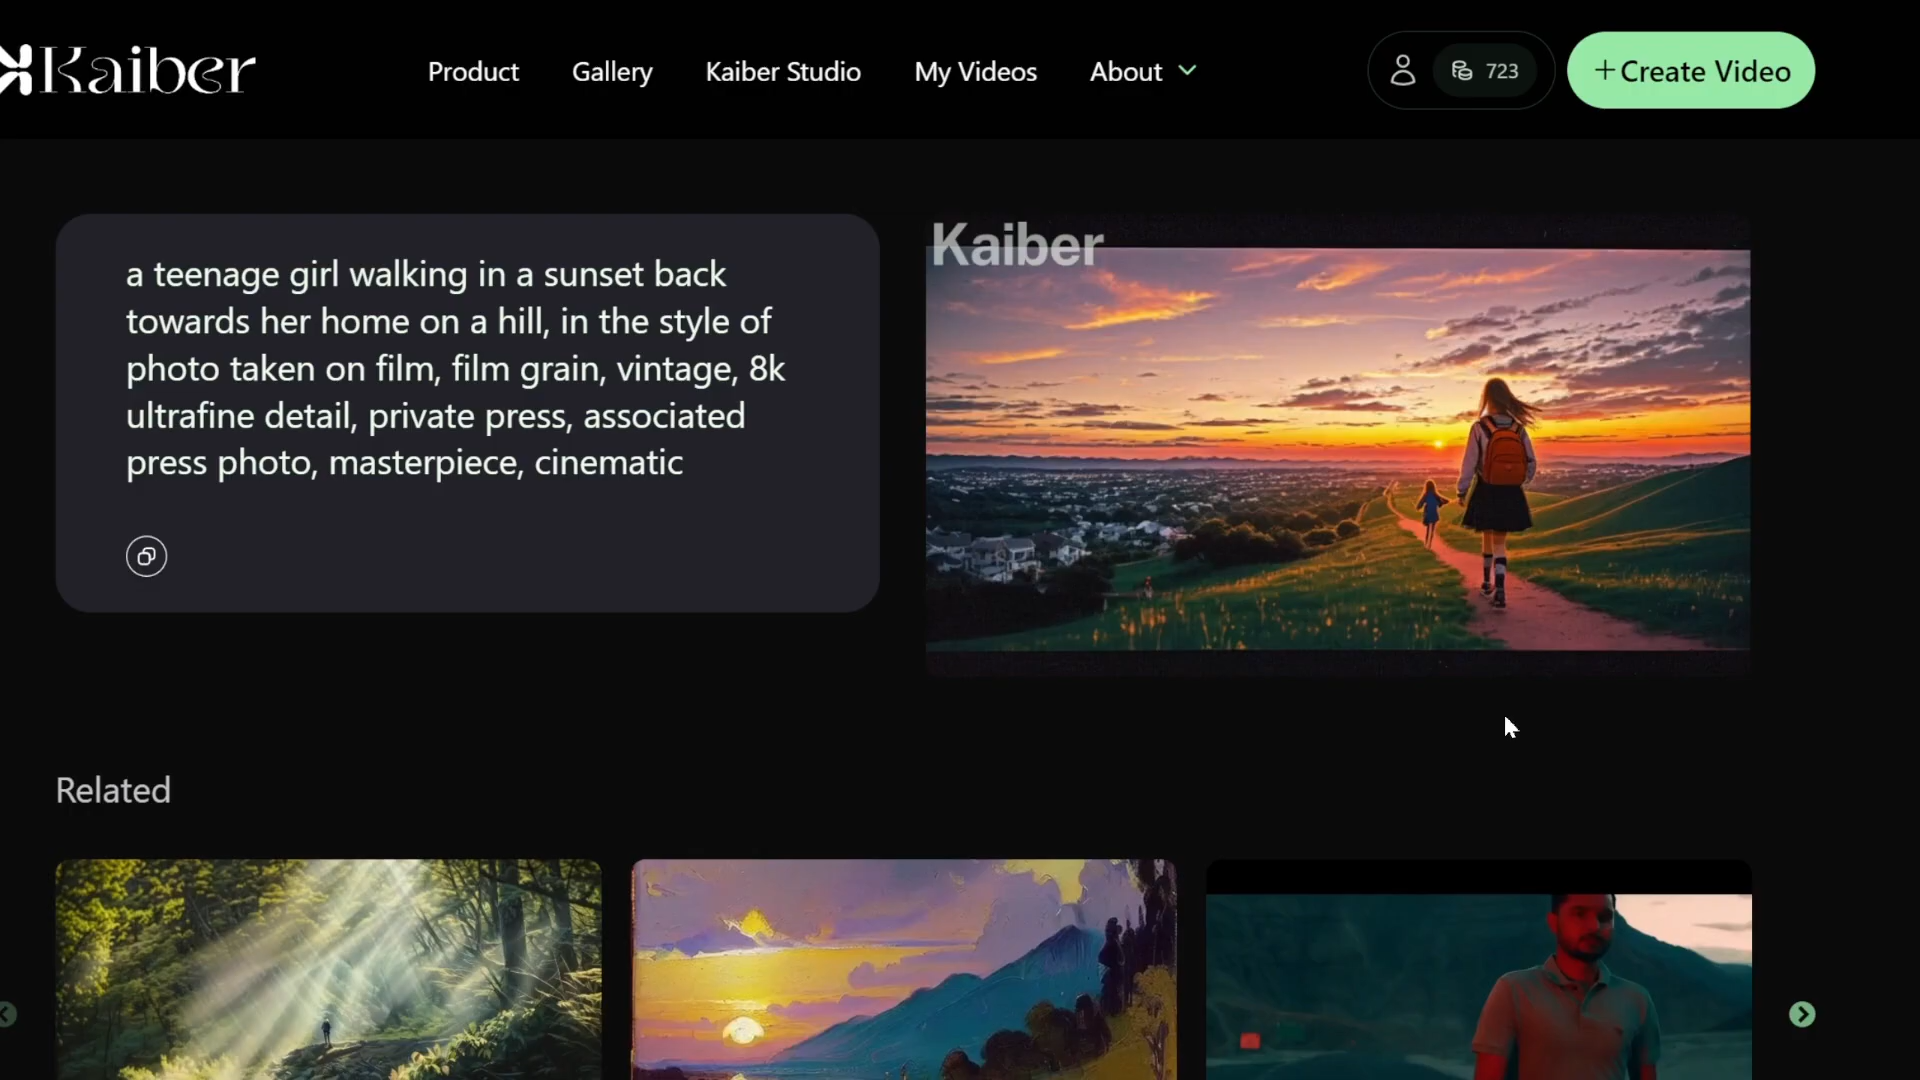 Kaiber
Product
Gallery
Kaiber Studio
My Videos
About
723
+Create Video
a teenage girl walking in a sunset back
towards her home on a hill, in the style of
photo taken on film, film grain, vintage, 8k
ultrafine detail, private press, associated
press photo, masterpiece, cinematic
Kaiber
Related